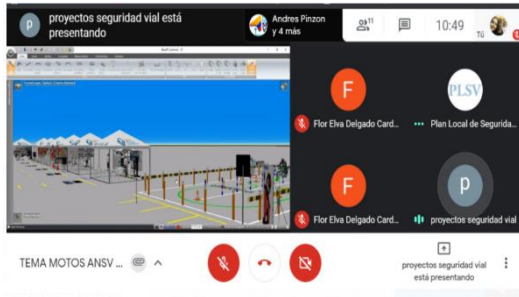 p
proyectos seguridad vial está
presentando
Andres Pinzon
y 4 más
11
10:49
Tú
F
Flor Elva Delgado Card...
PLSV
Plan Local de Segurida...
F
Flor Elva Delgado Card...
p
proyectos seguridad vial
TEMA MOTOS ANSV ...
proyectos seguridad vial
está presentando